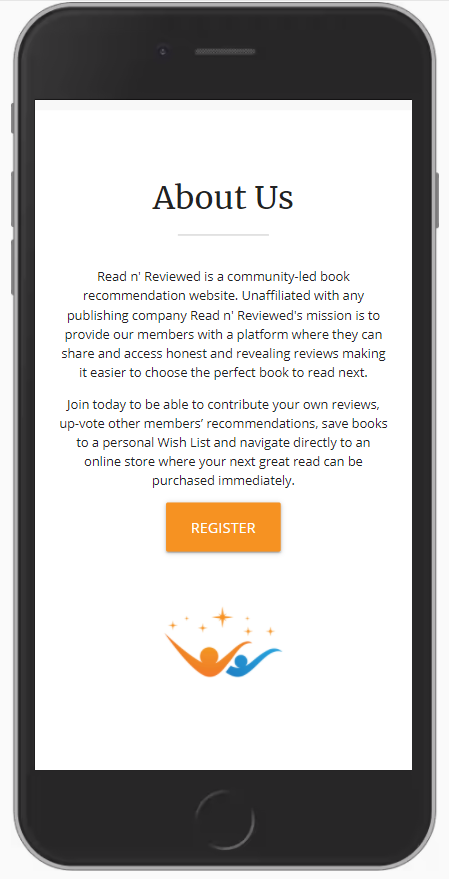 About Us
Read n' Reviewed is a community-led book
recommendation website. Unaffiliated with any
publishing company Read n' Reviewed's mission is to
provide our members with a platform where they can
share and access honest and revealing reviews making
it easier to choose the perfect book to read next.
Join today to be able to contribute your own reviews,
up-vote other members’ recommendations, save books
to a personal Wish List and navigate directly to an
online store where your next great read can be
purchased immediately.
REGISTER